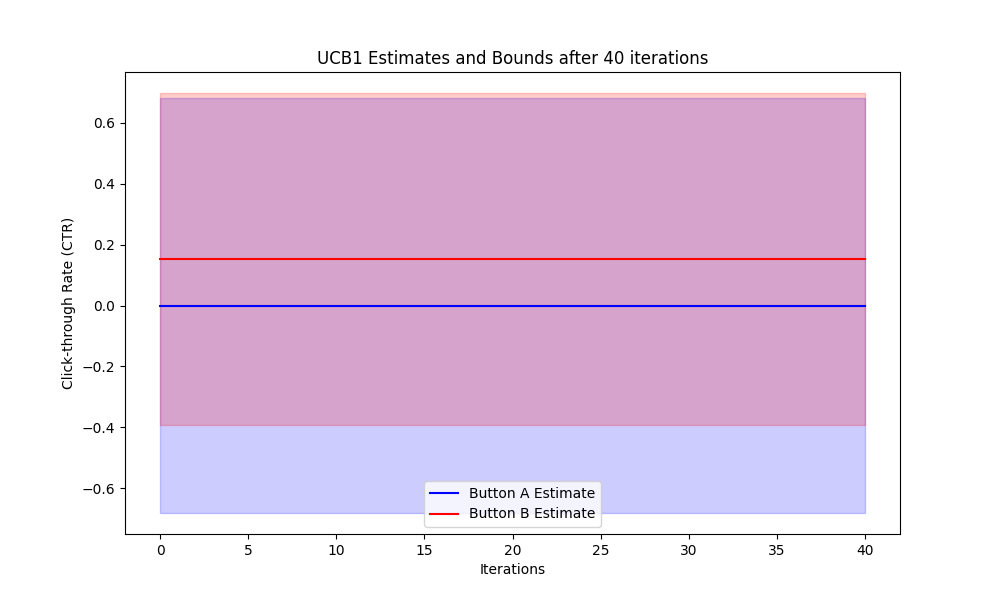 UCB1 Estimates and Bounds after 40 iterations
Click-through Rate (CTR)
0.6
0.4
0.2
0.0
−0.2
−0.4
−0.6
Button A Estimate
Button B Estimate
0 5 10 15 20 25 30 35 40
Iterations